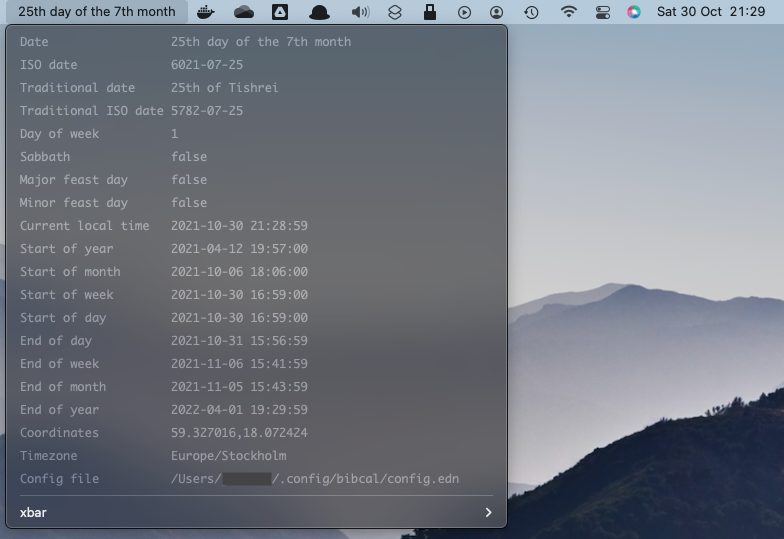 25th day of the 7th month Sat 30 Oct 21:29
Date 25th day of the 7th month
ISO date 6021-07-25
Traditional date 25th of Tishrei
Traditional ISO date 5782-07-25
Day of week 1
Sabbath false
Major feast day false
Minor feast day false
Current local time 2021-10-30 21:28:59
Start of year 2021-04-12 19:57:00
Start of month 2021-10-06 18:06:00
Start of week 2021-10-30 16:59:00
Start of day 2021-10-30 16:59:00
End of day 2021-10-31 15:56:59
End of week 2021-11-06 15:41:59
End of month 2021-11-05 15:43:59
End of year 2022-04-01 19:29:59
Coordinates 59.327016,18.072424
Timezone Europe/Stockholm
Config file /Users/ /.config/bibcal/config.edn
xbar